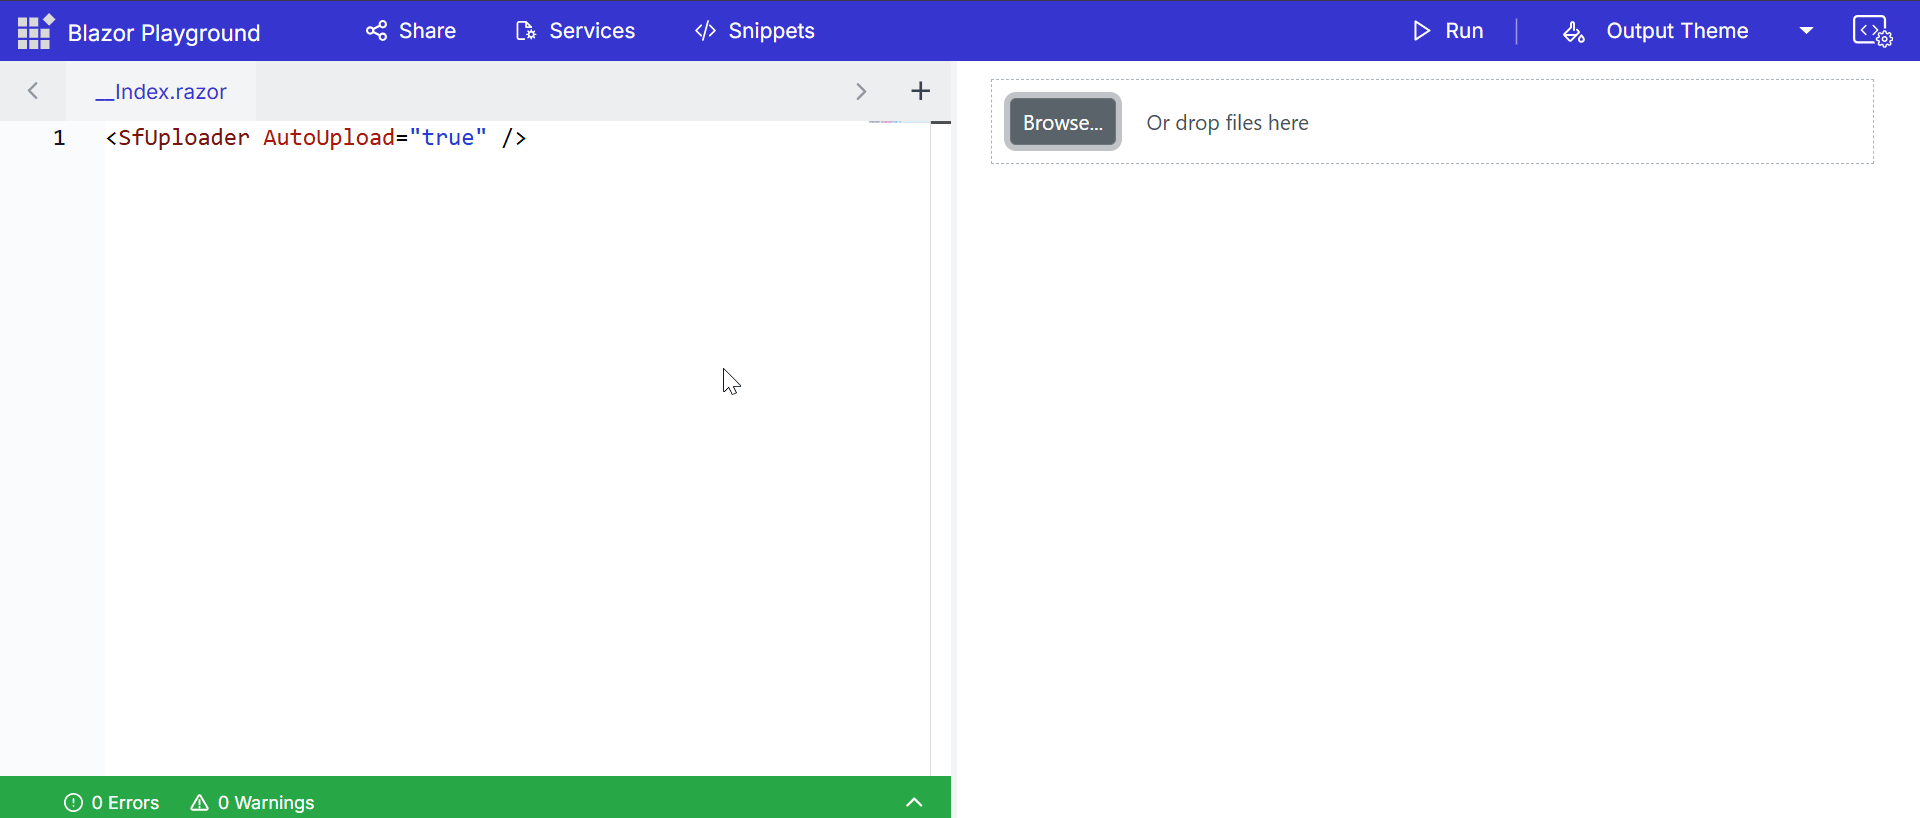 Blazor Playground
Share
Services
Snippets
Run
Output Theme
__Index.razor
1 <SfUploader AutoUpload="true" />
Browse...
Or drop files here
0 Errors
0 Warnings